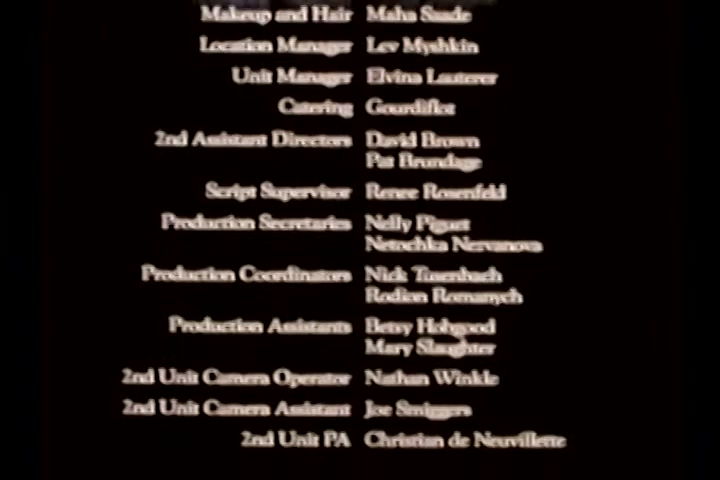 Makeup and Hair Maha Saade
Location Manager Lev Myshkin
Unit Manager Elvina Lauterer
Catering Gourdiflot
2nd Assistant Directors David Brown
Pat Brundage
Script Supervisor Renee Rosenfeld
Production Secretaries Nelly Piguet
Netochka Nervanova
Production Coordinators Nick Tusenbach
Rodion Romanych
Production Assistants Betsy Hobgood
Mary Slaughter
2nd Unit Camera Operator Nathan Winkle
2nd Unit Camera Assistant Joe Smiggers
2nd Unit PA Christian de Neuvillette